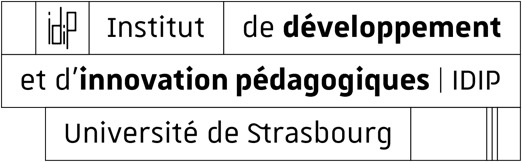 idip Institut de développement
et d'innovation pédagogiques | IDIP
Université de Strasbourg